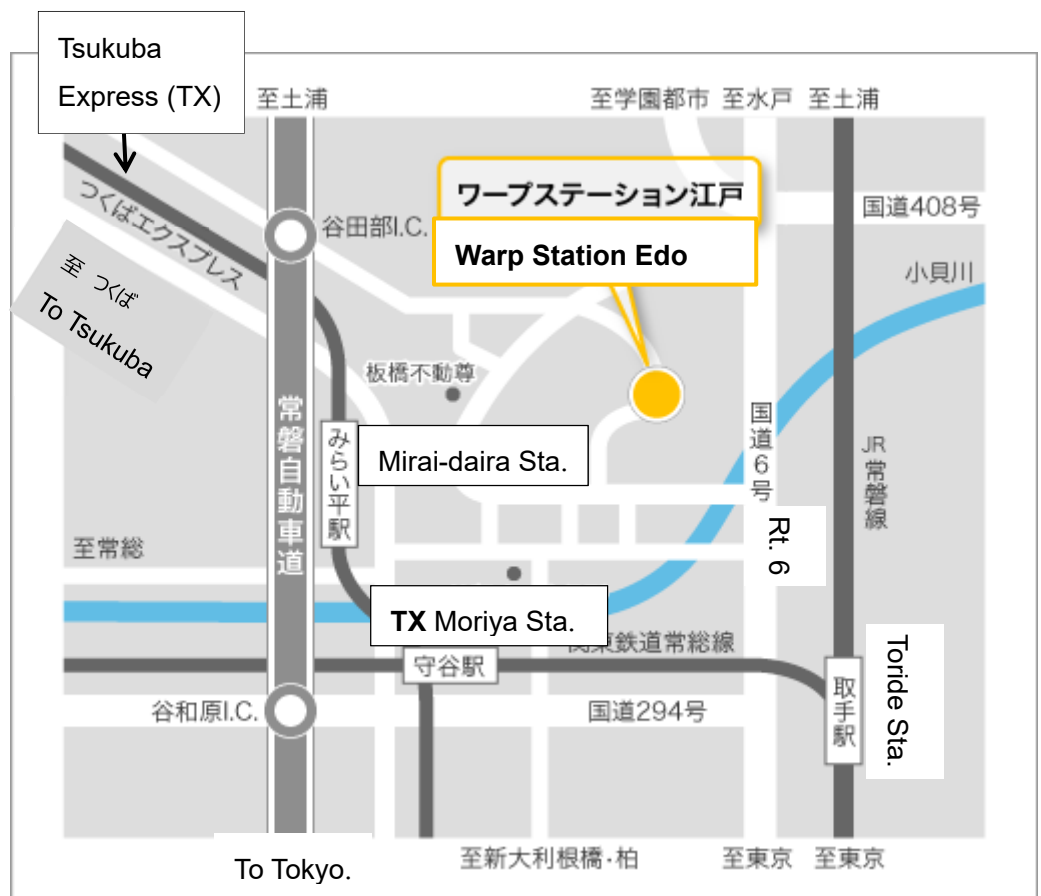 Tsukuba
Express (TX)
至土浦
至学園都市
至水戸
至土浦
つくばエクスプレス
ワープステーション江戸
Warp Station Edo
国道408号
谷田部I.C.
小貝川
至 つくば
To Tsukuba
板橋不動尊
常磐自動車道
みらい平駅
Mirai-daira Sta.
国道6号
Rt. 6
JR常磐線
至常総
TX Moriya Sta.
関東鉄道常総線
守谷駅
取手駅
Toride Sta.
谷和原I.C.
国道294号
To Tokyo.
至新大利根橋・柏
至東京
至東京